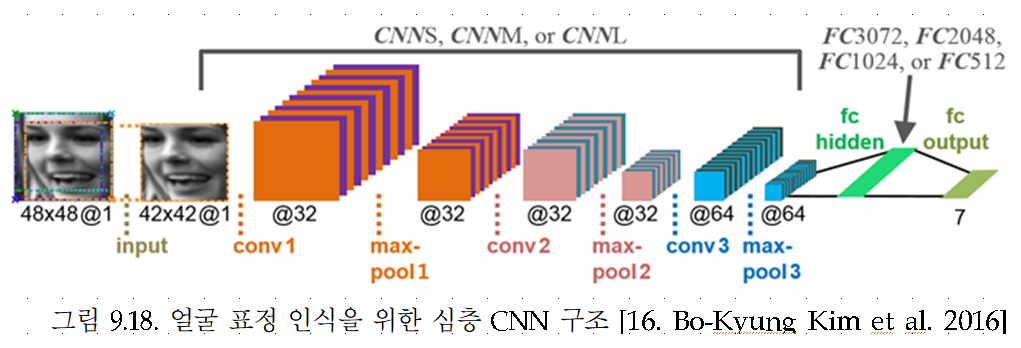 CNNS, CNNM, or CNNL
FC3072, FC2048,
FC1024, or FC512
fc
hidden
fc
output
48x48@1
42x42@1
@32
@32
@32
@32
@64
@64
7
input
conv1
max-
pool1
conv2
max-
pool2
conv3
max-
pool3
그림 9.18. 얼굴 표정 인식을 위한 심층 CNN 구조 [16. Bo-Kyung Kim et al. 2016]